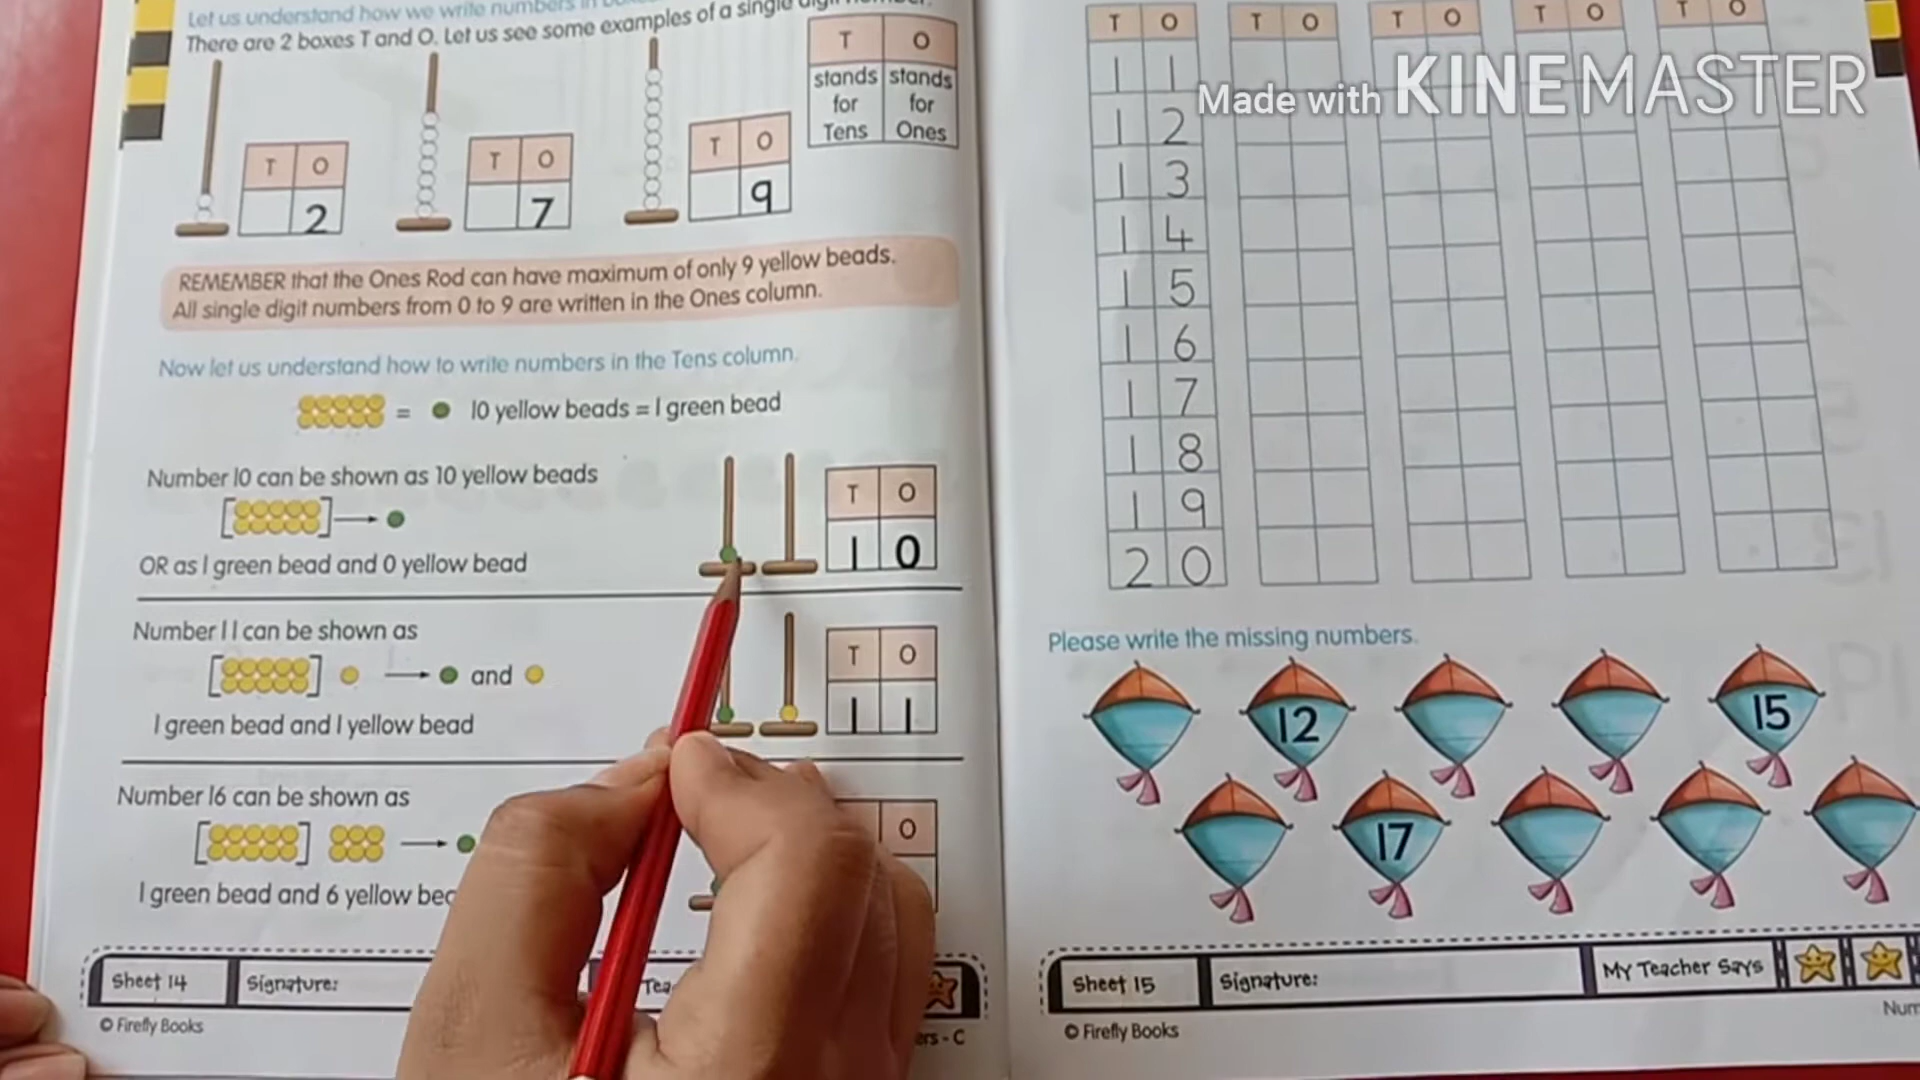 Let us understand how we write numbers in
There are 2 boxes T and O. Let us see some examples of a single digit number.
T O
stands stands
for for
Tens Ones
T O
2
T O
7
T O
9
REMEMBER that the Ones Rod can have maximum of only 9 yellow beads.
All single digit numbers from 0 to 9 are written in the Ones column.
Now let us understand how to write numbers in the Tens column.
= 10 yellow beads = 1 green bead
Number 10 can be shown as 10 yellow beads
OR as 1 green bead and 0 yellow bead
T O
1 0
Number 11 can be shown as
and
1 green bead and 1 yellow bead
T O
1 1
Number 16 can be shown as
1 green bead and 6 yellow
O
Sheet 14 Signature:
© Firefly Books
T O T O T O T O T O
1 1
1 2
1 3
1 4
1 5
1 6
1 7
1 8
1 9
2 0
Made with KINEMASTER
Please write the missing numbers.
12 15
17
Sheet 15 Signature: My Teacher Says
© Firefly Books